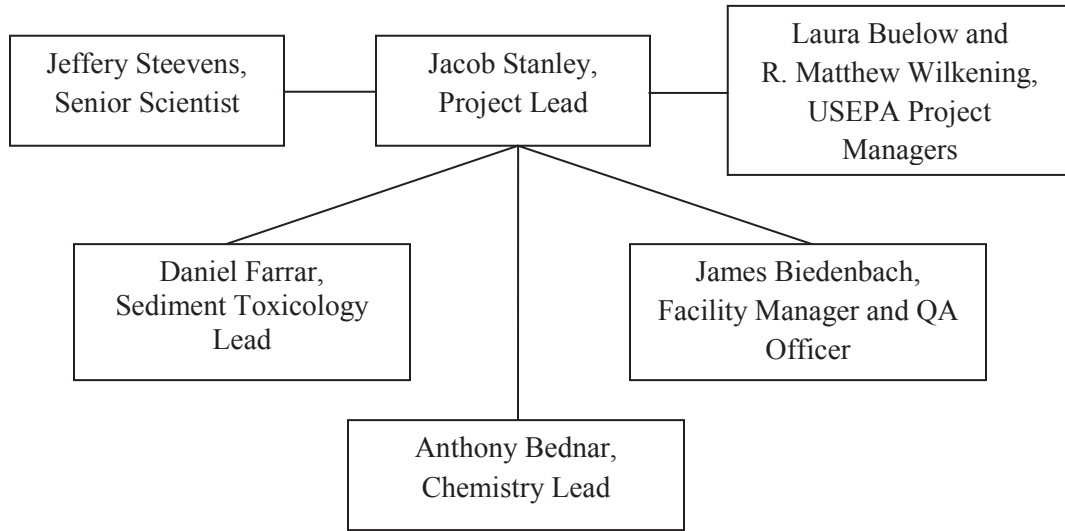 Jeffery Steevens,
Senior Scientist
Jacob Stanley,
Project Lead
Laura Buelow and
R. Matthew Wilkening,
USEPA Project
Managers
Daniel Farrar,
Sediment Toxicology
Lead
James Biedenbach,
Facility Manager and QA
Officer
Anthony Bednar,
Chemistry Lead